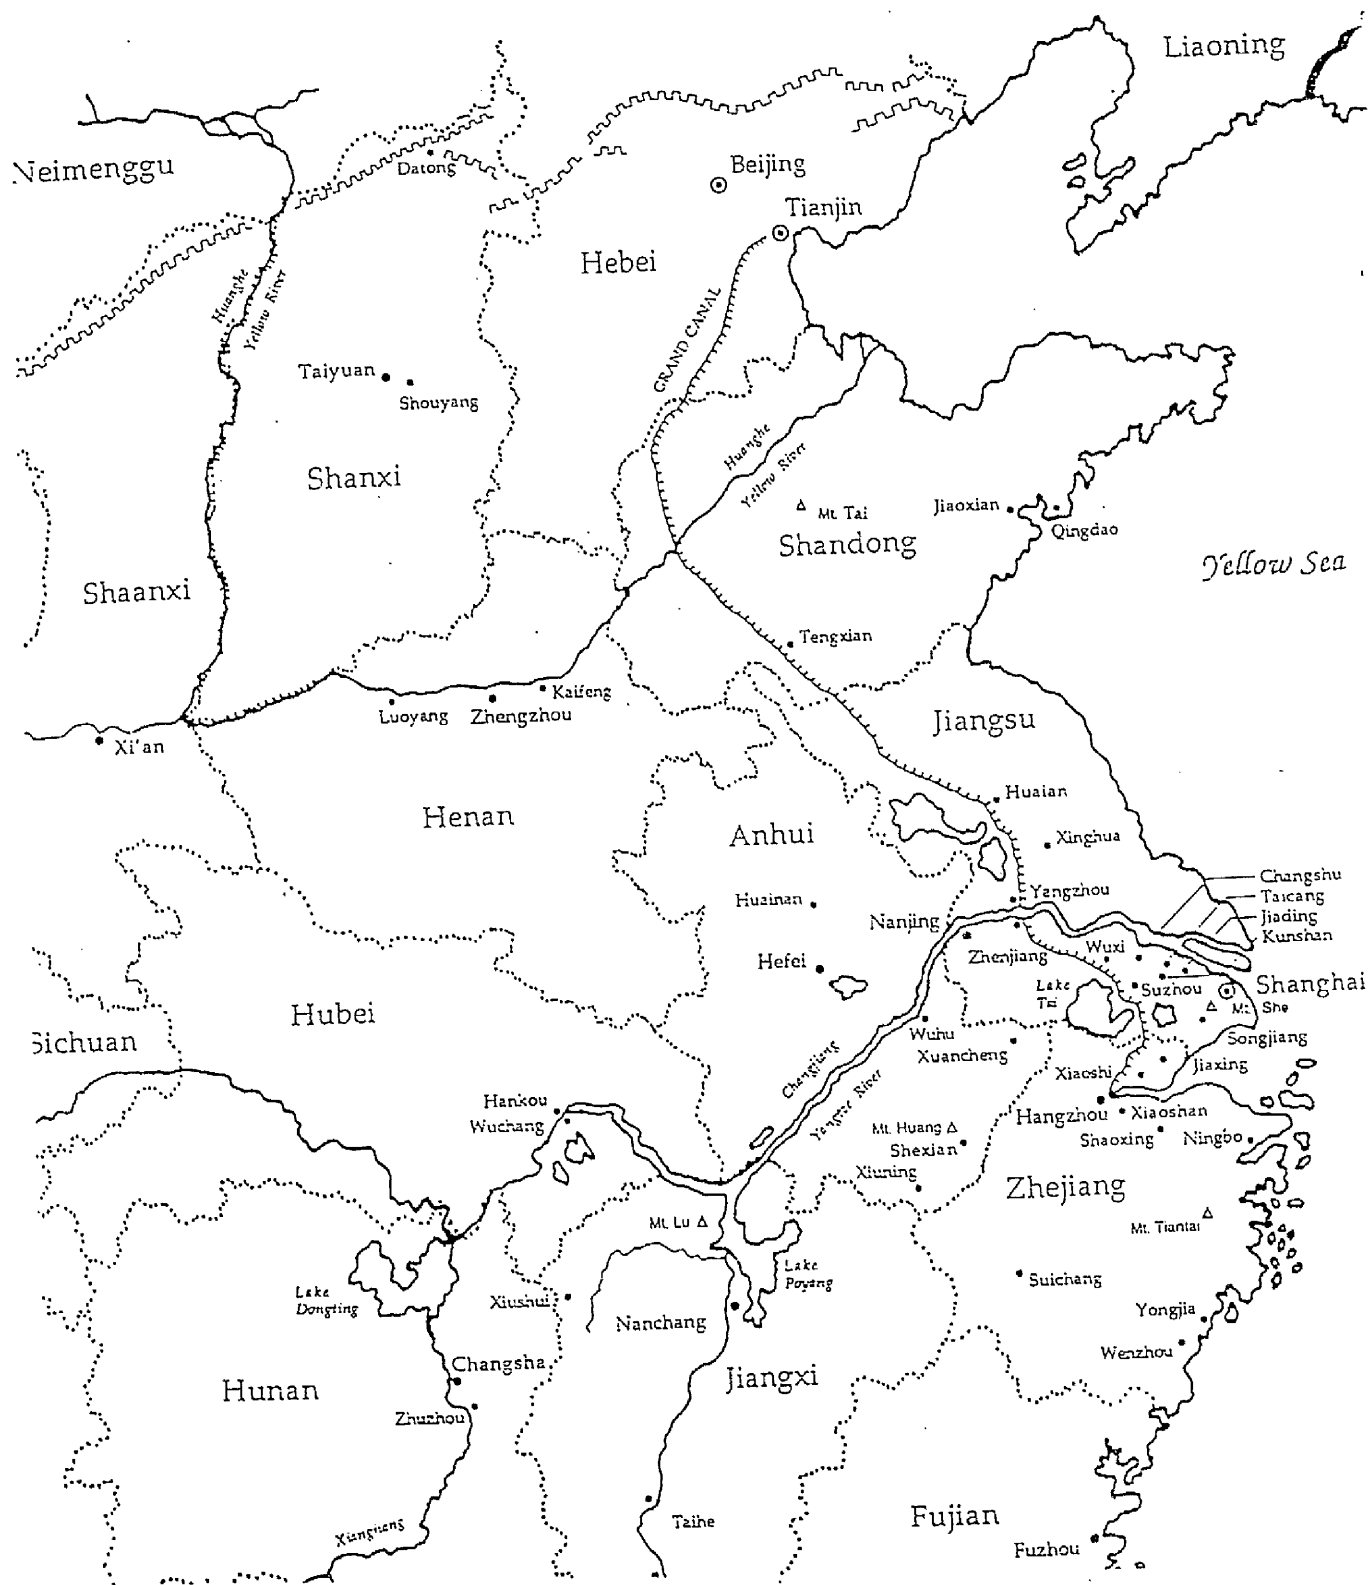 Liaoning
Neimenggu
Datong
Beijing
Tianjin
Hebei
Huanghe
Yellow River
GRAND CANAL
Taiyuan
Shouyang
Shanxi
Huanghe
Yellow River
Mt. Tai
Jiaoxian
Qingdao
Shandong
Yellow Sea
Shaanxi
Tengxian
Kaifeng
Luoyang
Zhengzhou
Xi'an
Jiangsu
Henan
Huaian
Anhui
Xinghua
Changshu
Taicang
Jiading
Kunshan
Huainan
Yangzhou
Nanjing
Zhenjiang
Wuxi
Hefei
Lake
Tai
Suzhou
Shanghai
Mt. She
Songjiang
Hubei
Sichuan
Wuhu
Xuancheng
Changjiang
Yangze River
Xiaoshi
Jiaxing
Hankou
Wuchang
Hangzhou
Xiaoshan
Shaoxing
Ningbo
Mt. Huang
Shexian
Xiuning
Zhejiang
Mt. Lu
Mt. Tiantai
Lake
Poyang
Lake
Dongting
Xiushui
Nanchang
Suichang
Yongjia
Wenzhou
Changsha
Jiangxi
Hunan
Zhuzhou
Xiangjiang
Taihe
Fujian
Fuzhou